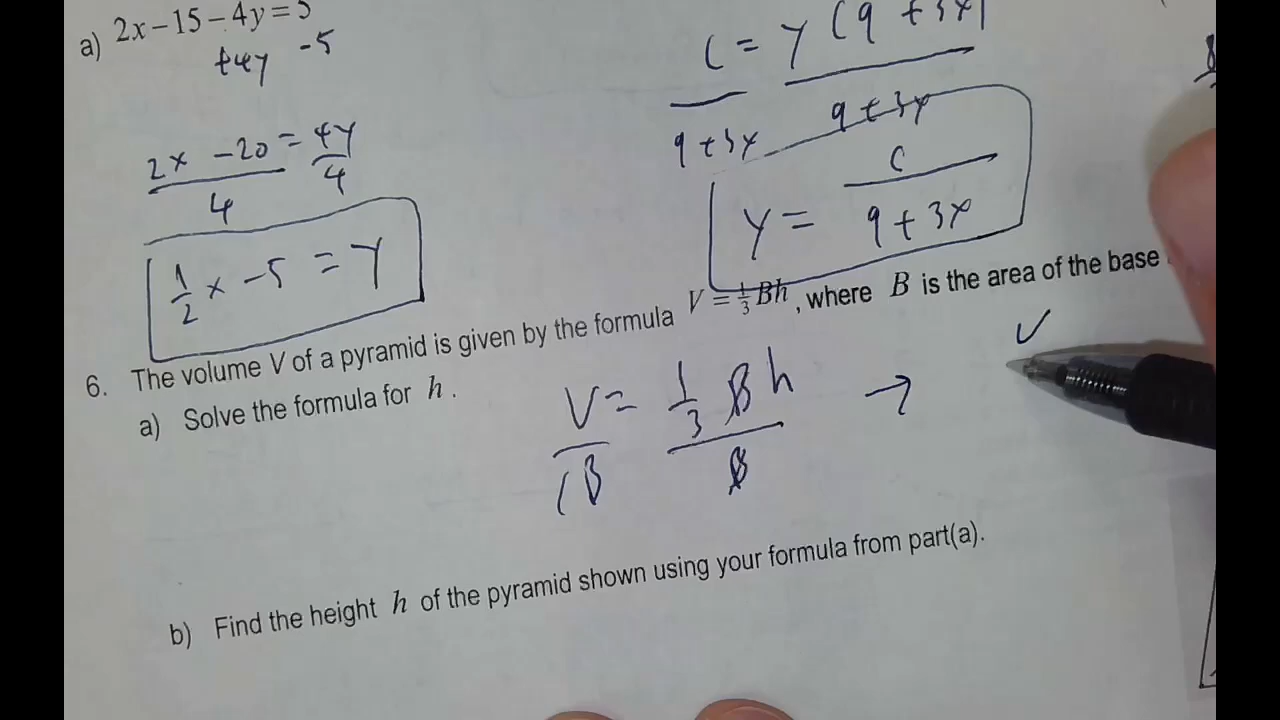 a) 2x-15-4y=5
+4y -5
2x -20 = 4y
4 4
1/2 x -5 = y
C = y (9 + 3x)
9+3x 9+3x
y = C
9+3x
6. The volume V of a pyramid is given by the formula V = 1/3 Bh, where B is the area of the base
a) Solve the formula for h.
V = 1/3 B h → V
B B
b) Find the height h of the pyramid shown using your formula from part(a).